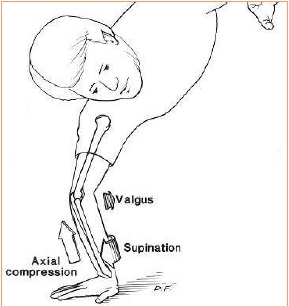 Valgus
Supination
Axial
compression
P.F.